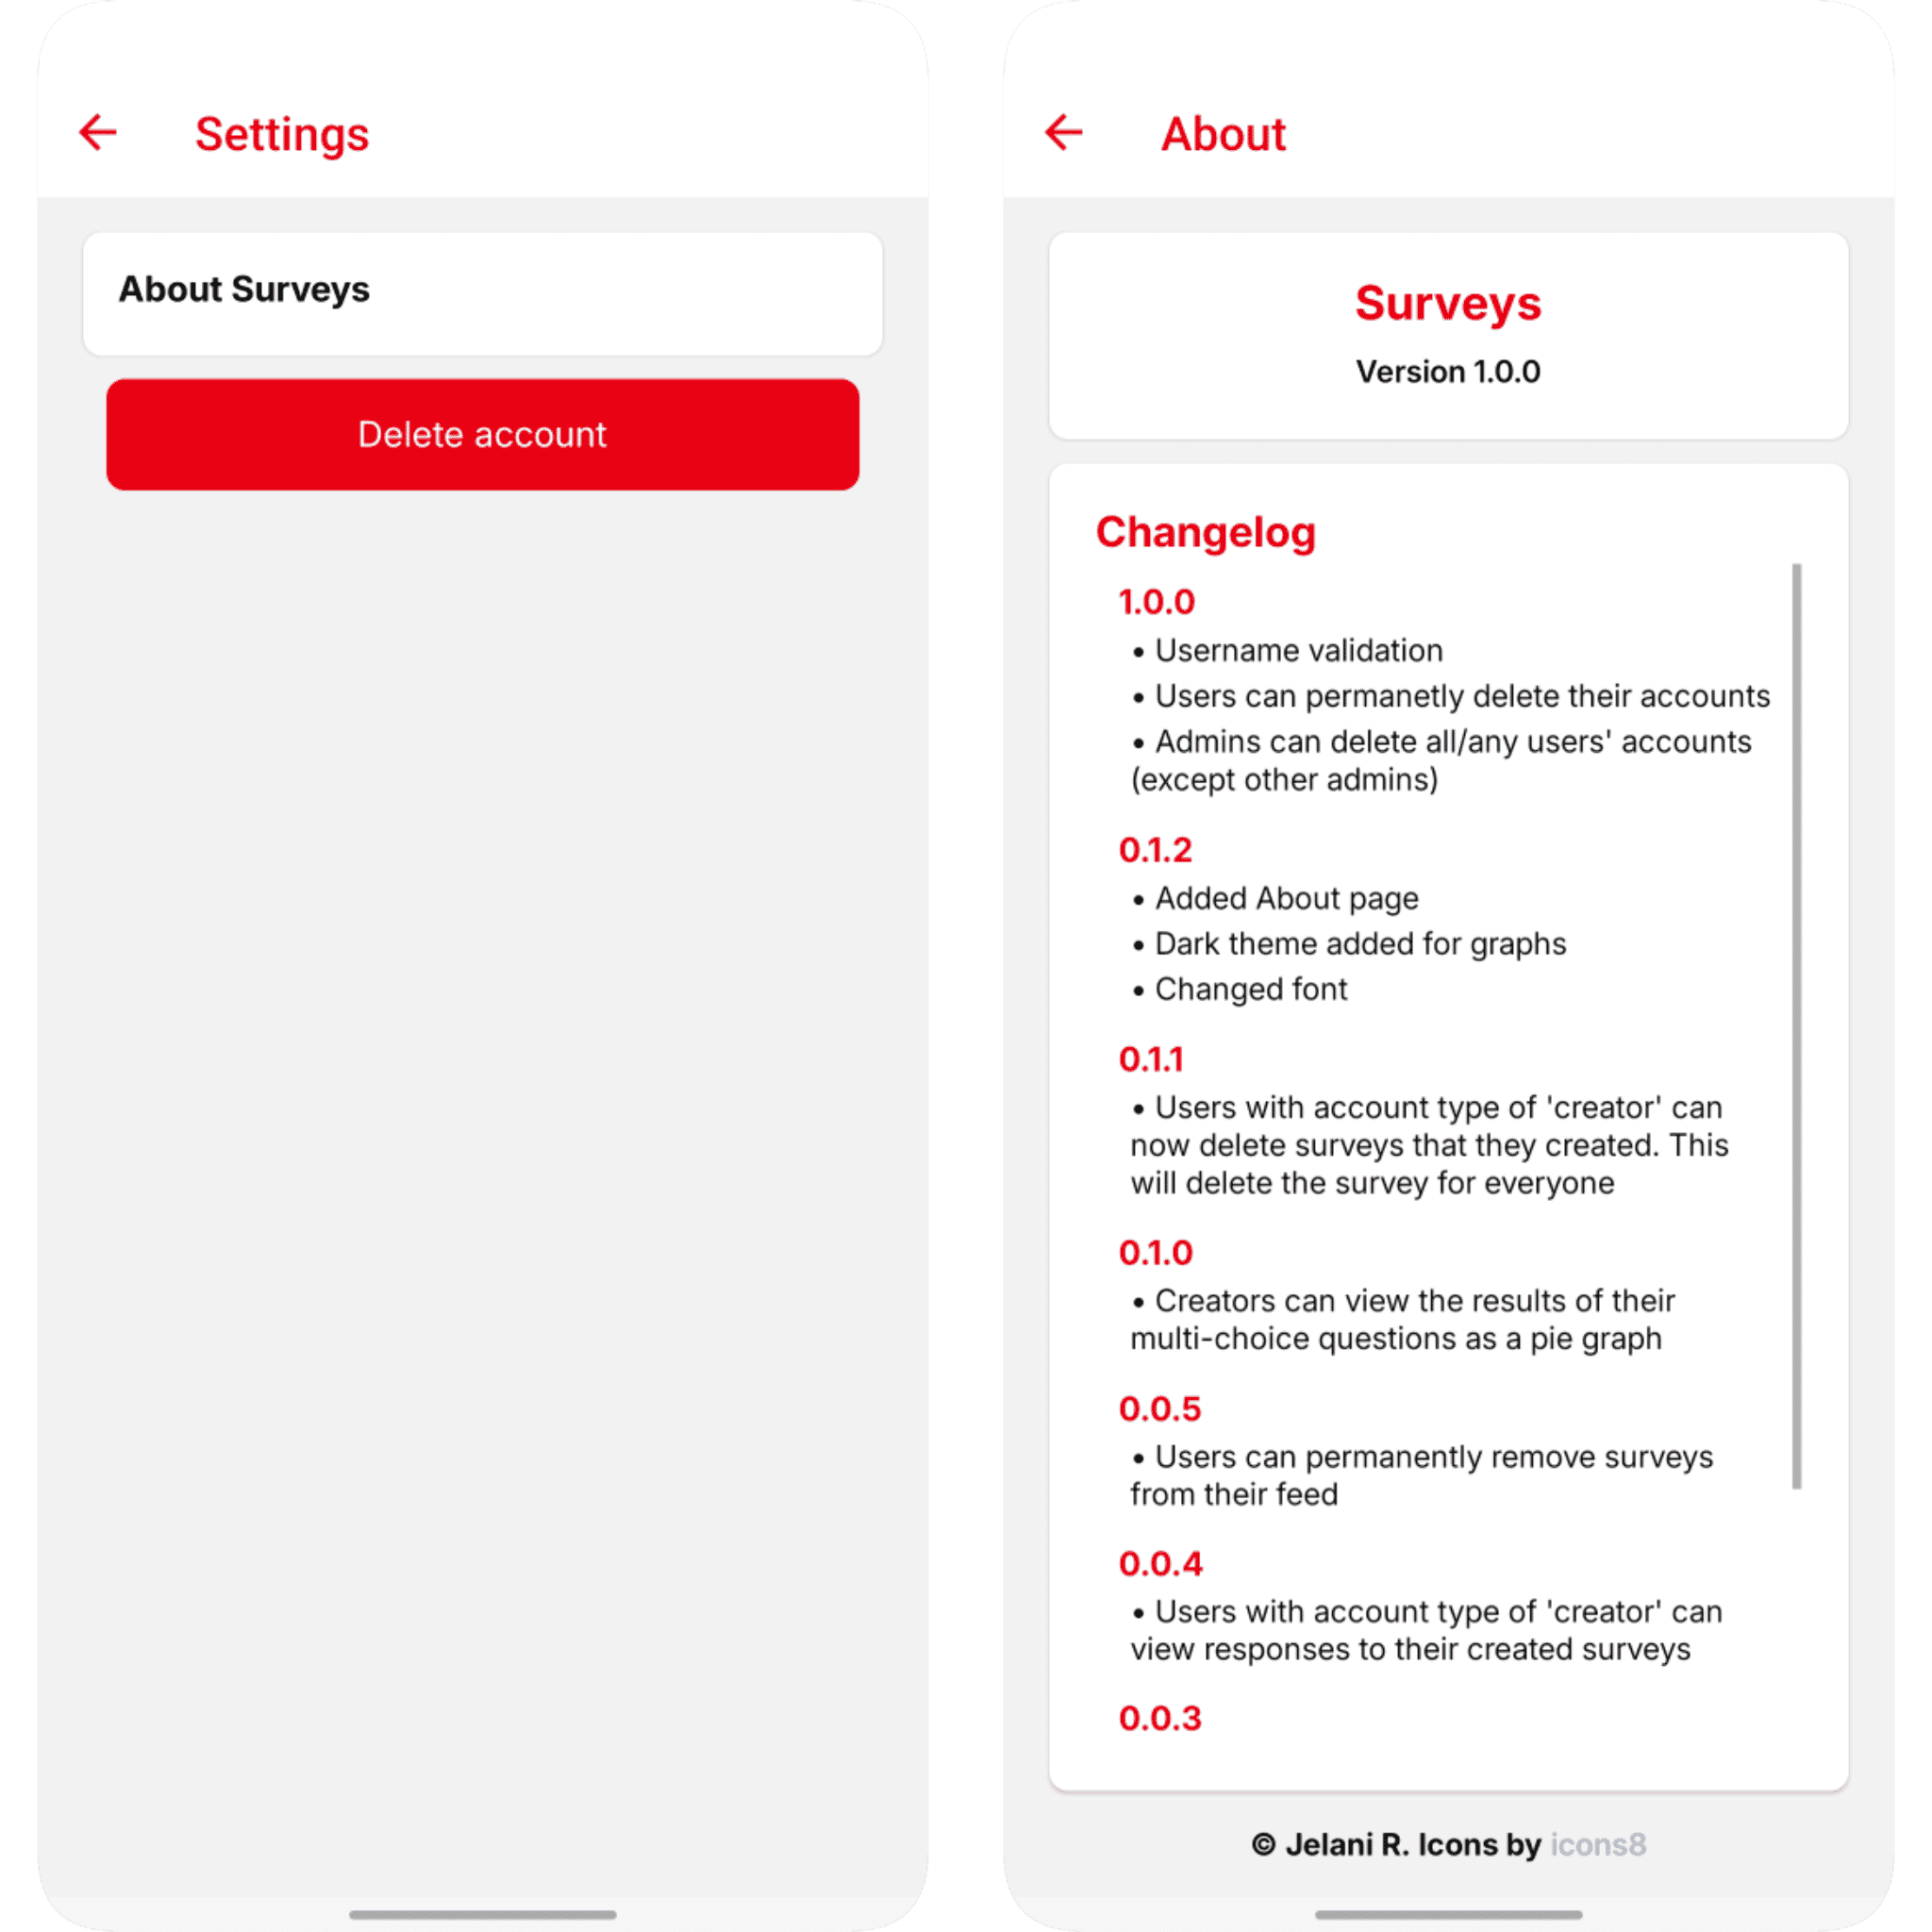 Settings
About Surveys
Delete account
About
Surveys
Version 1.0.0
Changelog
1.0.0
• Username validation
• Users can permanetly delete their accounts
• Admins can delete all/any users' accounts
(except other admins)
0.1.2
• Added About page
• Dark theme added for graphs
• Changed font
0.1.1
• Users with account type of 'creator' can
now delete surveys that they created. This
will delete the survey for everyone
0.1.0
• Creators can view the results of their
multi-choice questions as a pie graph
0.0.5
• Users can permanently remove surveys
from their feed
0.0.4
• Users with account type of 'creator' can
view responses to their created surveys
0.0.3
© Jelani R. Icons by icons8